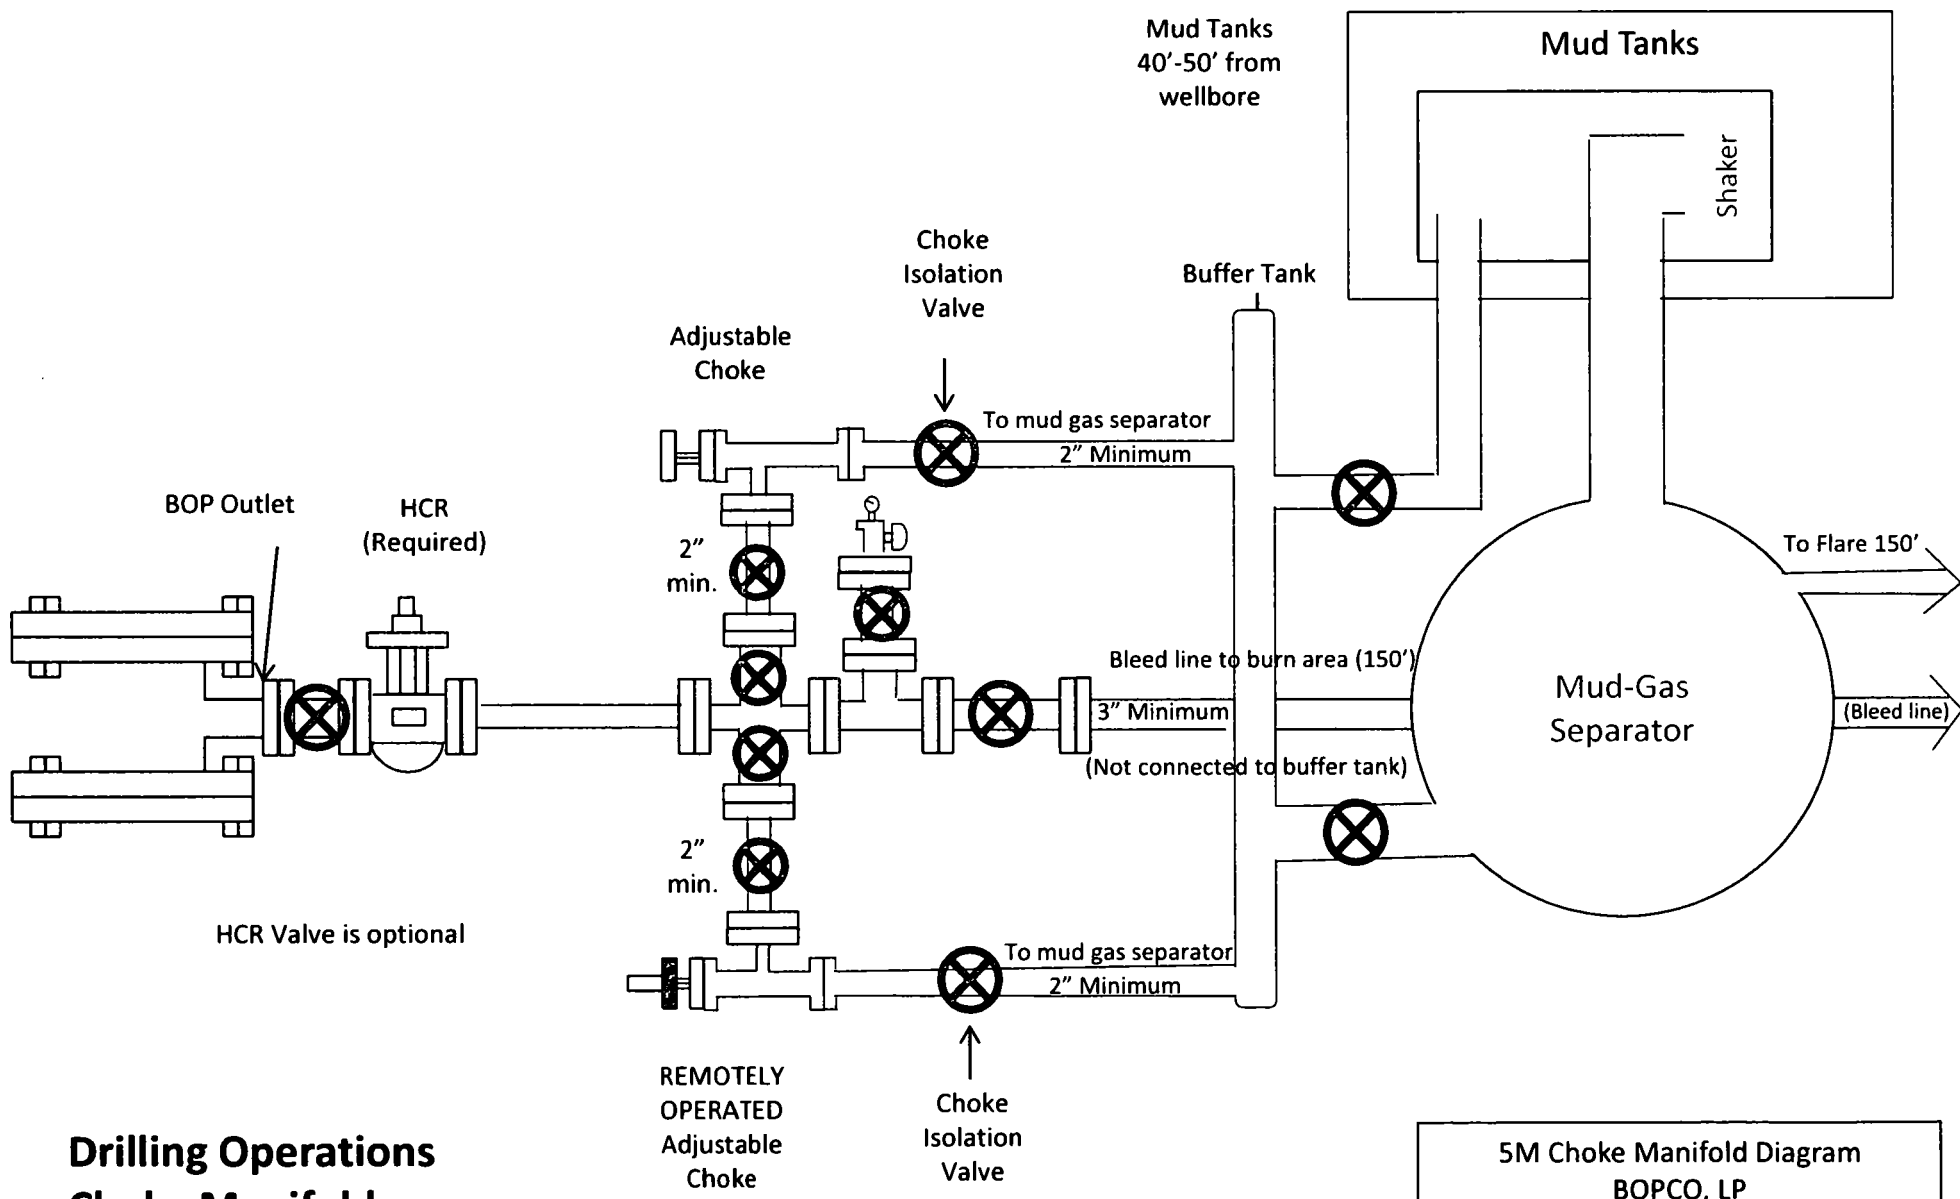 Mud Tanks
40'-50' from
wellbore
Mud Tanks
Shaker
Choke
Isolation
Valve
Buffer Tank
Adjustable
Choke
To mud gas separator
2" Minimum
BOP Outlet
HCR
(Required)
2"
min.
To Flare 150'
Bleed line to burn area (150')
3" Minimum
(Not connected to buffer tank)
Mud-Gas
Separator
(Bleed line)
2"
min.
HCR Valve is optional
To mud gas separator
2" Minimum
REMOTELY
OPERATED
Adjustable
Choke
Choke
Isolation
Valve
Drilling Operations
Choke Manifold
5M Choke Manifold Diagram
BOPCO, LP